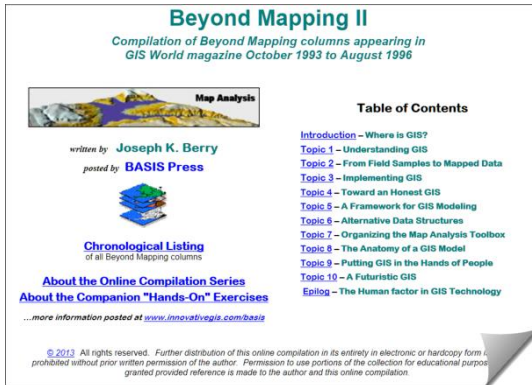 Beyond Mapping II
Compilation of Beyond Mapping columns appearing in
GIS World magazine October 1993 to August 1996
Map Analysis
written by Joseph K. Berry
posted by BASIS Press
Chronological Listing
of all Beyond Mapping columns
About the Online Compilation Series
About the Companion "Hands-On" Exercises
...more information posted at www.innovativegis.com/basis
Table of Contents
Introduction – Where is GIS?
Topic 1 – Understanding GIS
Topic 2 – From Field Samples to Mapped Data
Topic 3 – Implementing GIS
Topic 4 – Toward an Honest GIS
Topic 5 – A Framework for GIS Modeling
Topic 6 – Alternative Data Structures
Topic 7 – Organizing the Map Analysis Toolbox
Topic 8 – The Anatomy of a GIS Model
Topic 9 – Putting GIS in the Hands of People
Topic 10 – A Futuristic GIS
Epilog – The Human factor in GIS Technology
© 2013 All rights reserved. Further distribution of this online compilation in its entirety in electronic or hardcopy form
prohibited without prior written permission of the author. Permission to use portions of the collection for educational
granted provided reference is made to the author and this online compilation.